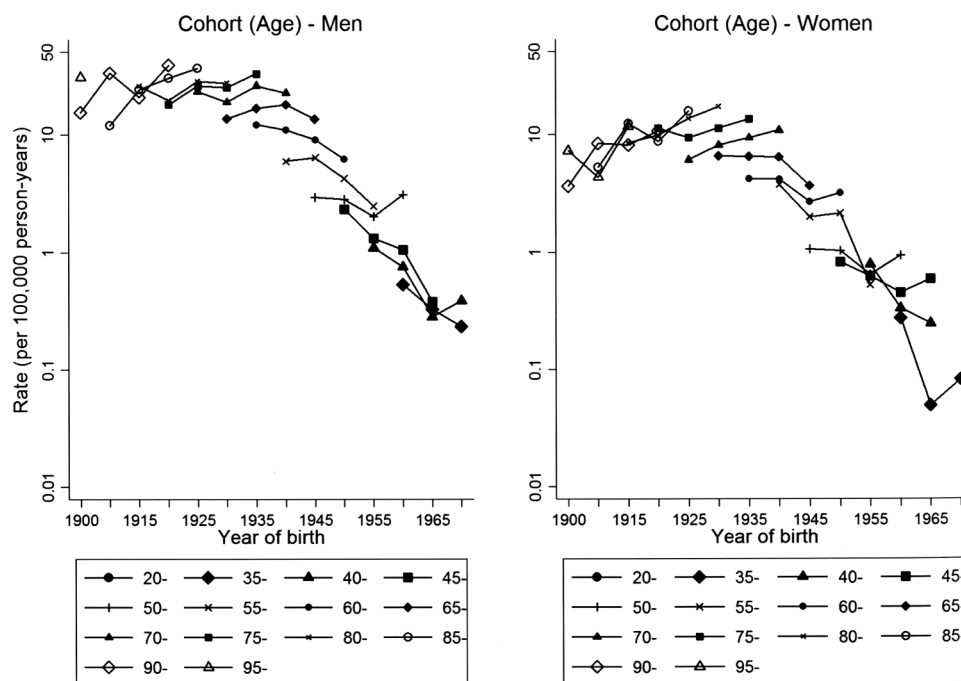 Cohort (Age) - Men
Rate (per 100,000 person-years)
50
10
1
0.1
0.01
1900 1915 1925 1935 1945 1955 1965
Year of birth
20- 35- 40- 45-
50- 55- 60- 65-
70- 75- 80- 85-
90- 95-
Cohort (Age) - Women
50
10
1
0.1
0.01
1900 1915 1925 1935 1945 1955 1965
Year of birth
20- 35- 40- 45-
50- 55- 60- 65-
70- 75- 80- 85-
90- 95-